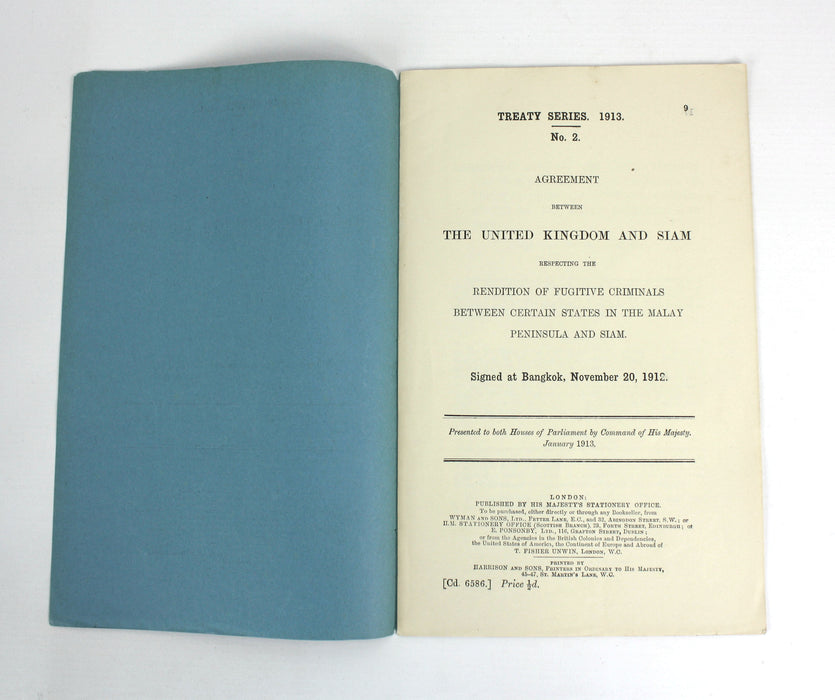 9
TREATY SERIES. 1913.
No. 2.
AGREEMENT
BETWEEN
THE UNITED KINGDOM AND SIAM
RESPECTING THE
RENDITION OF FUGITIVE CRIMINALS
BETWEEN CERTAIN STATES IN THE MALAY
PENINSULA AND SIAM.
Signed at Bangkok, November 20, 1912.
Presented to both Houses of Parliament by Command of His Majesty.
January 1913.
LONDON:
PUBLISHED BY HIS MAJESTY'S STATIONERY OFFICE.
To be purchased, either directly or through any Bookseller, from
WYMAN AND SONS, LTD., FETTER LANE, E.C., and 32, ABINGDON STREET, S.W.; or
H.M. STATIONERY OFFICE (SCOTTISH BRANCH), 23, FORTH STREET, EDINBURGH; or
E. PONSONBY, LTD., 116, GRAFTON STREET, DUBLIN;
or from the Agencies in the British Colonies and Dependencies,
the United States of America, the Continent of Europe and Abroad of
T. FISHER UNWIN, LONDON, W.C.
PRINTED BY
HARRISON AND SONS, PRINTERS IN ORDINARY TO HIS MAJESTY,
45-47, ST. MARTIN'S LANE, W.C.
[Cd. 6586.] Price ½d.